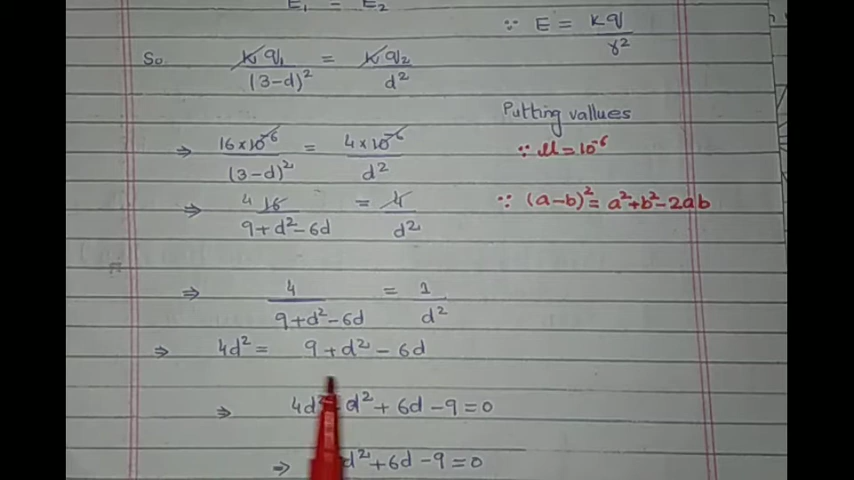 E₁ = E₂
∵ E = kq/r²
So kq₁/(3-d)² = kq₂/d²
Putting vallues
⇒ 16×10⁻⁶/(3-d)² = 4×10⁻⁶/d²
∵ μ = 10⁻⁶
⇒ 4 16/9+d²-6d = 4/d²
∵ (a-b)² = a²+b²-2ab
⇒ 4/9+d²-6d = 1/d²
⇒ 4d² = 9+d²-6d
⇒ 4d² - d² + 6d - 9 = 0
⇒ d² + 6d - 9 = 0